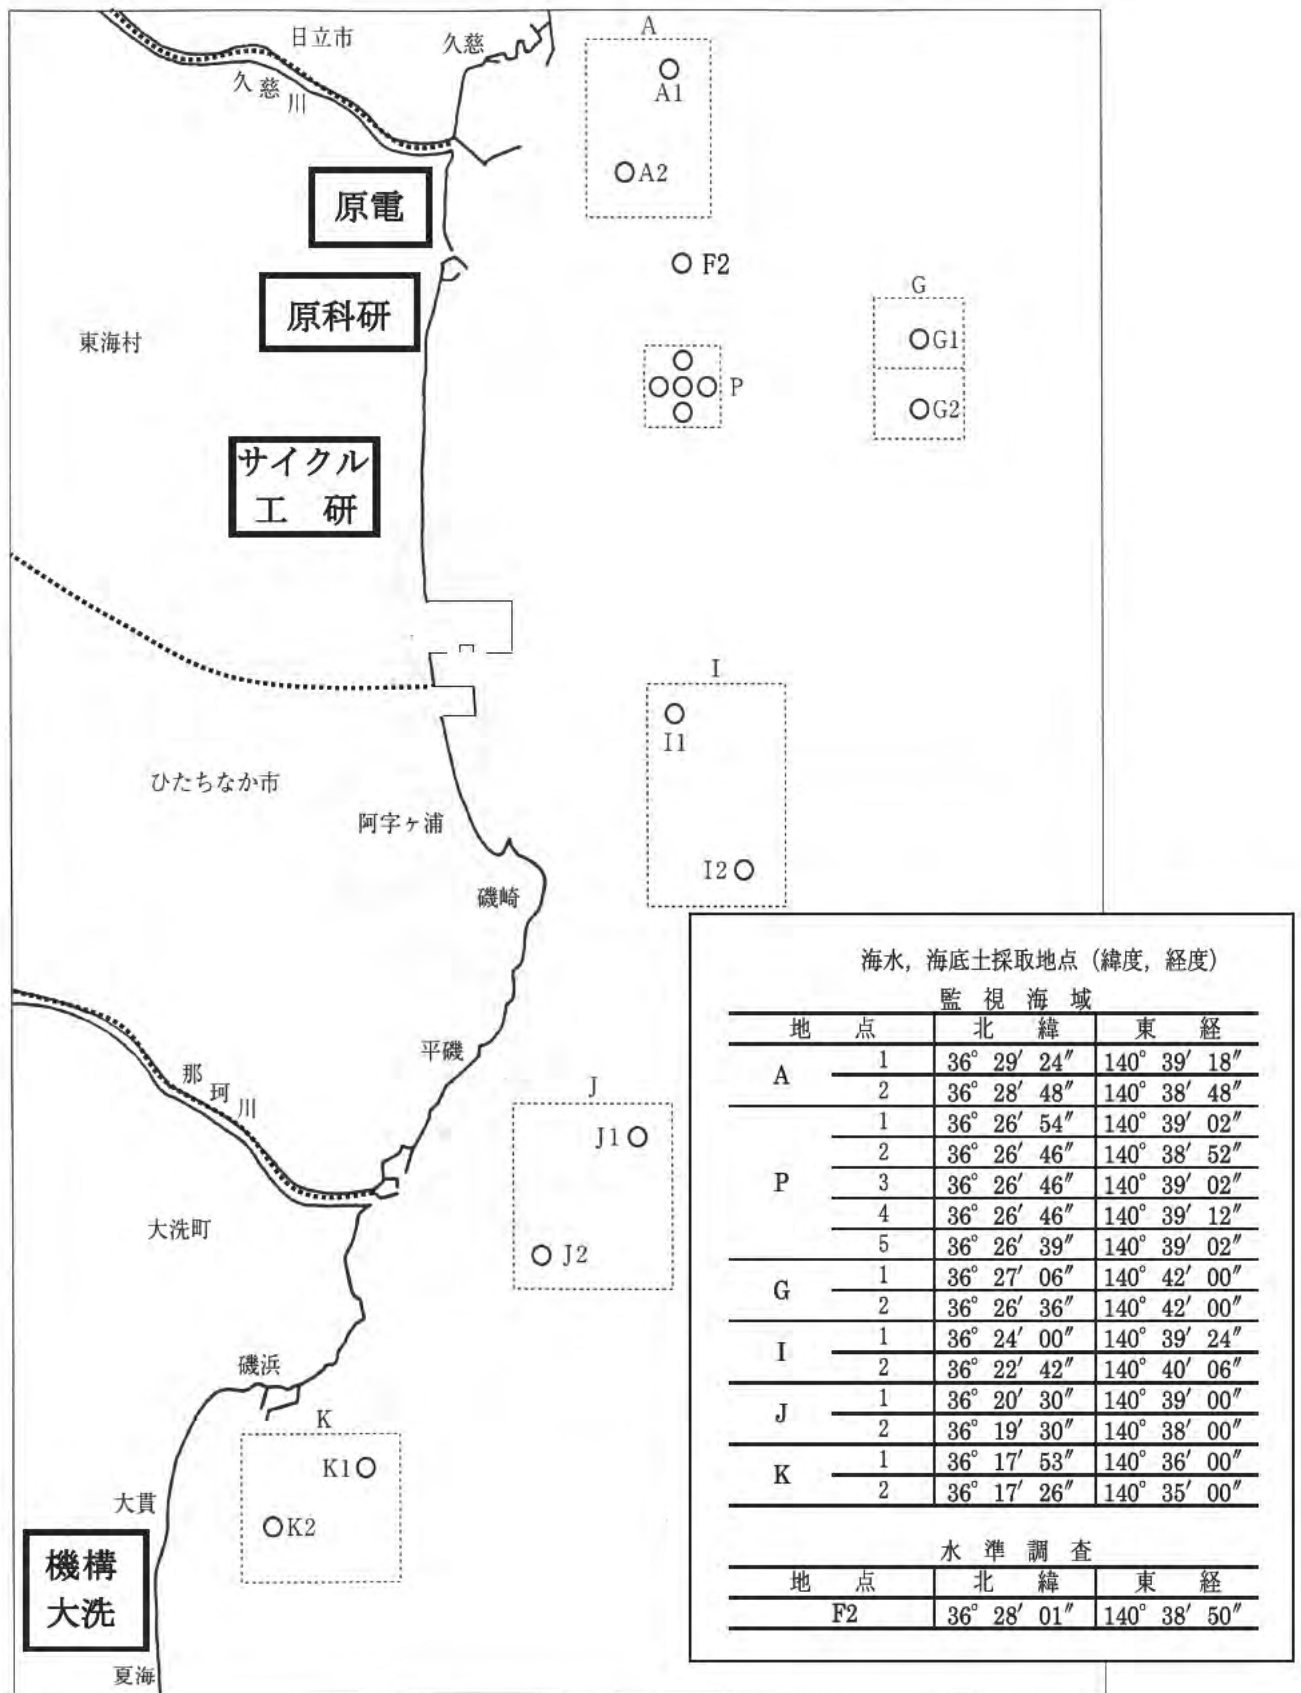 日立市
久慈
久慈川
A
A1
A2
原電
F2
原科研
G
G1
G2
東海村
P
サイクル
工 研
I
I1
I2
ひたちなか市
阿字ヶ浦
磯崎
平磯
那珂川
J
J1
J2
大洗町
磯浜
K
K1
K2
大貫
機構
大洗
夏海
海水, 海底土採取地点 (緯度, 経度)
監 視 海 域
地 点 北 緯 東 経
A 1 36° 29′ 24″ 140° 39′ 18″
2 36° 28′ 48″ 140° 38′ 48″
P 1 36° 26′ 54″ 140° 39′ 02″
2 36° 26′ 46″ 140° 38′ 52″
3 36° 26′ 46″ 140° 39′ 02″
4 36° 26′ 46″ 140° 39′ 12″
5 36° 26′ 39″ 140° 39′ 02″
G 1 36° 27′ 06″ 140° 42′ 00″
2 36° 26′ 36″ 140° 42′ 00″
I 1 36° 24′ 00″ 140° 39′ 24″
2 36° 22′ 42″ 140° 40′ 06″
J 1 36° 20′ 30″ 140° 39′ 00″
2 36° 19′ 30″ 140° 38′ 00″
K 1 36° 17′ 53″ 140° 36′ 00″
2 36° 17′ 26″ 140° 35′ 00″
水 準 調 査
地 点 北 緯 東 経
F2 36° 28′ 01″ 140° 38′ 50″